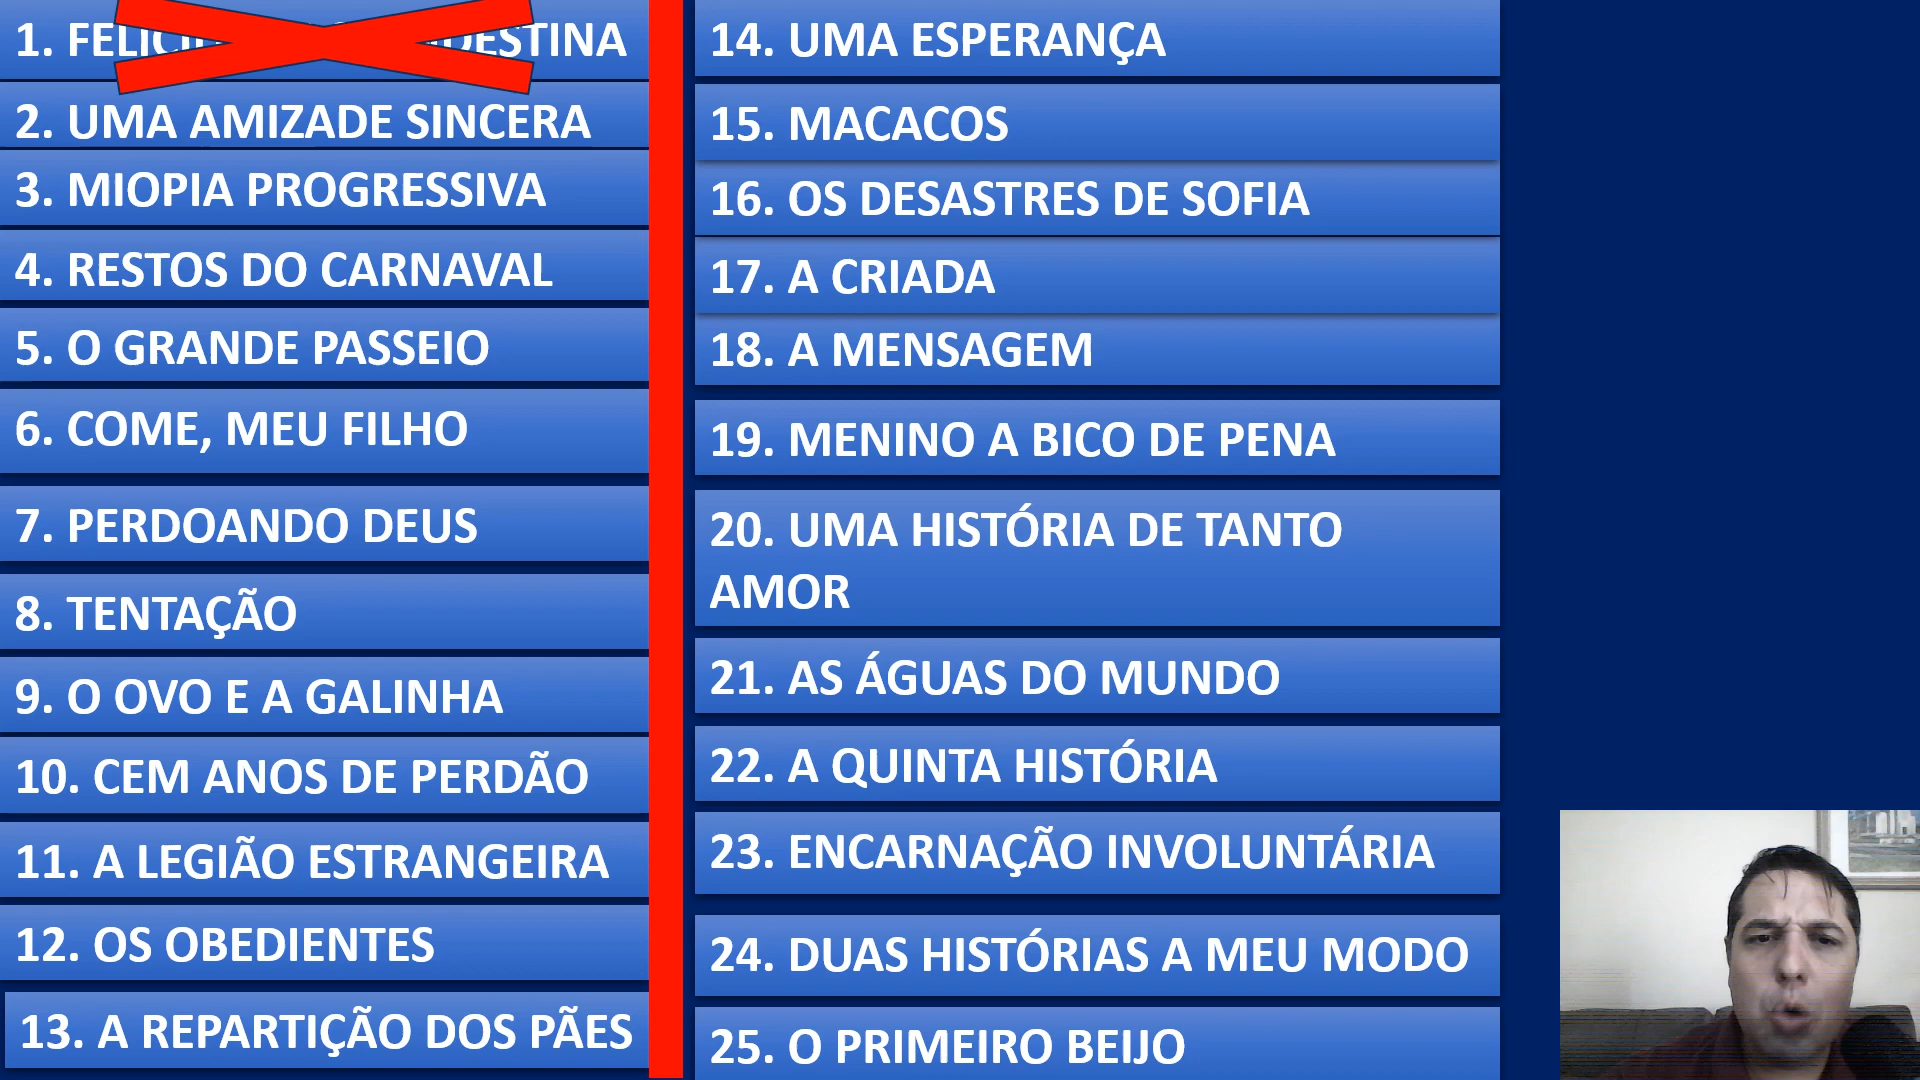 1. FELICI DESTINA
2. UMA AMIZADE SINCERA
3. MIOPIA PROGRESSIVA
4. RESTOS DO CARNAVAL
5. O GRANDE PASSEIO
6. COME, MEU FILHO
7. PERDOANDO DEUS
8. TENTAÇÃO
9. O OVO E A GALINHA
10. CEM ANOS DE PERDÃO
11. A LEGIÃO ESTRANGEIRA
12. OS OBEDIENTES
13. A REPARTIÇÃO DOS PÃES
14. UMA ESPERANÇA
15. MACACOS
16. OS DESASTRES DE SOFIA
17. A CRIADA
18. A MENSAGEM
19. MENINO A BICO DE PENA
20. UMA HISTÓRIA DE TANTO
AMOR
21. AS ÁGUAS DO MUNDO
22. A QUINTA HISTÓRIA
23. ENCARNAÇÃO INVOLUNTÁRIA
24. DUAS HISTÓRIAS A MEU MODO
25. O PRIMEIRO BEIJO